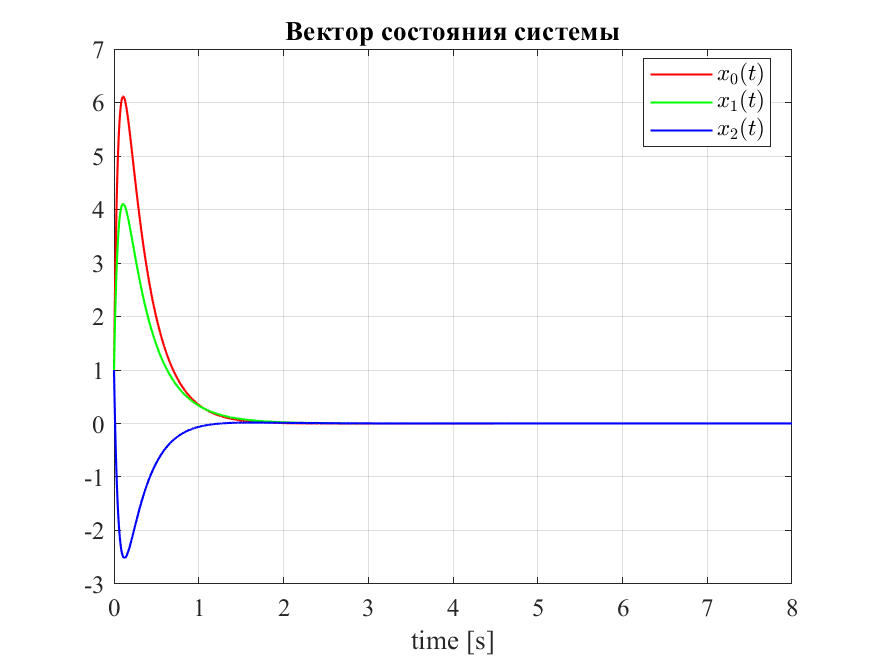 Вектор состояния системы
x_0(t)
x_1(t)
x_2(t)
7
6
5
4
3
2
1
0
-1
-2
-3
0 1 2 3 4 5 6 7 8
time [s]